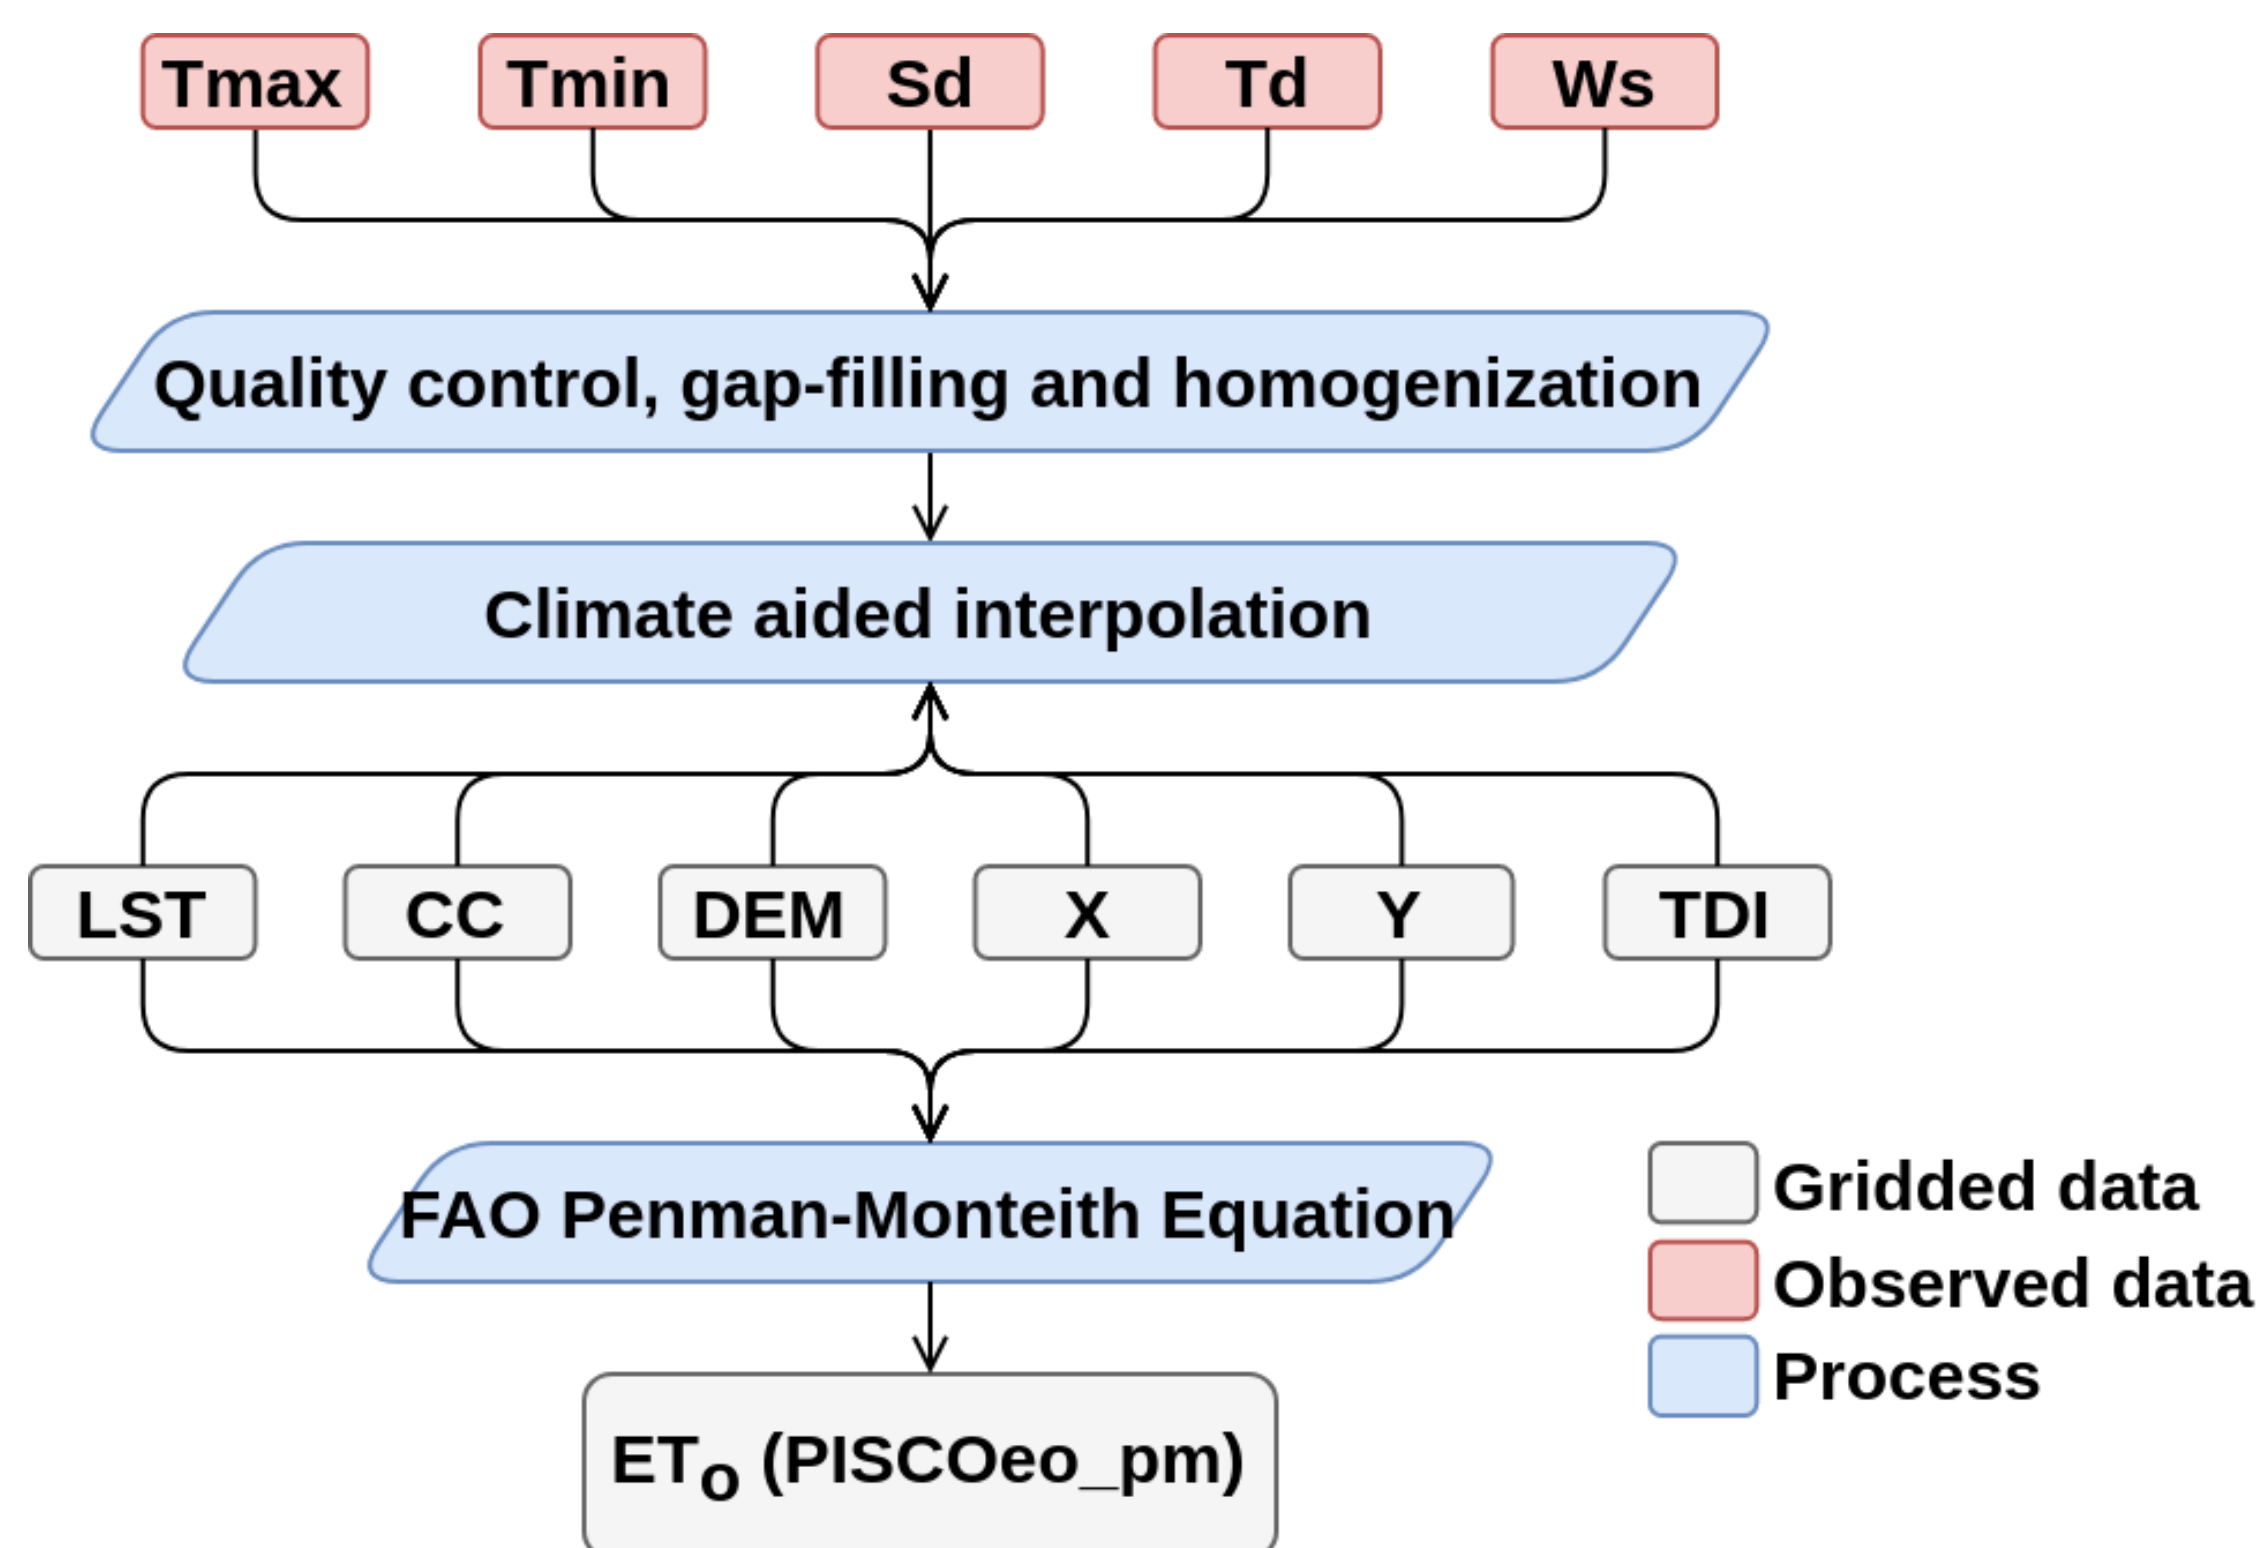 Tmax Tmin Sd Td Ws
Quality control, gap-filling and homogenization
Climate aided interpolation
LST CC DEM X Y TDI
FAO Penman-Monteith Equation
ETo (PISCOeo_pm)
Gridded data
Observed data
Process